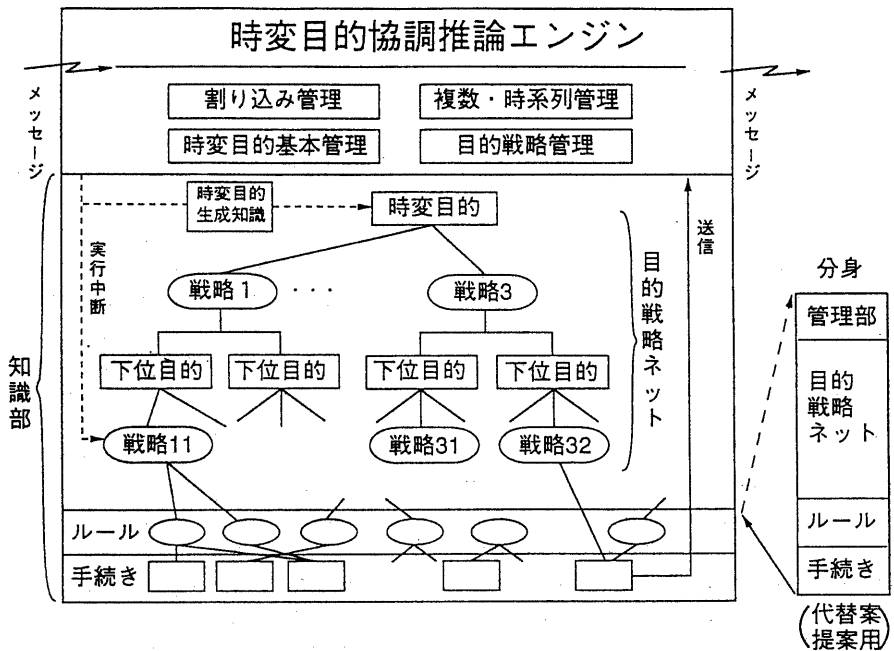 時変目的協調推論エンジン
メッセージ
メッセージ
割り込み管理
複数・時系列管理
時変目的基本管理
目的戦略管理
時変目的
生成知識
時変目的
実行中断
送信
戦略1
・・・
戦略3
目的戦略ネット
分身
管理部
知識部
下位目的
下位目的
下位目的
下位目的
目的
戦略
ネット
戦略11
戦略31
戦略32
ルール
ルール
手続き
手続き
(代替案
提案用)